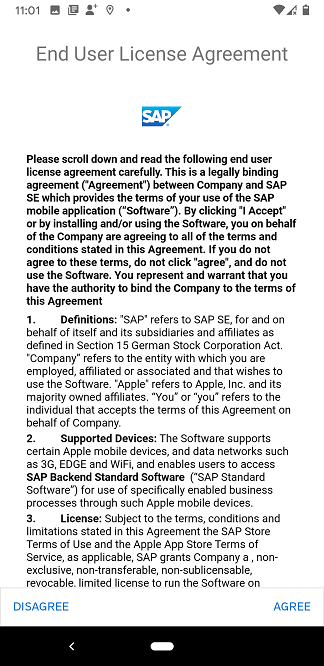 11:01
End User License Agreement
SAP
Please scroll down and read the following end user
license agreement carefully. This is a legally binding
agreement ("Agreement") between Company and SAP
SE which provides the terms of your use of the SAP
mobile application (“Software”). By clicking "I Accept"
or by installing and/or using the Software, you on behalf
of the Company are agreeing to all of the terms and
conditions stated in this Agreement. If you do not
agree to these terms, do not click "agree", and do not
use the Software. You represent and warrant that you
have the authority to bind the Company to the terms of
this Agreement
1. Definitions: "SAP" refers to SAP SE, for and on
behalf of itself and its subsidiaries and affiliates as
defined in Section 15 German Stock Corporation Act.
"Company" refers to the entity with which you are
employed, affiliated or associated and that wishes to
use the Software. "Apple" refers to Apple, Inc. and its
majority owned affiliates. “You” or “you” refers to the
individual that accepts the terms of this Agreement on
behalf of Company.
2. Supported Devices: The Software supports
certain Apple mobile devices, and data networks such
as 3G, EDGE and WiFi, and enables users to access
SAP Backend Standard Software (“SAP Standard
Software”) for use of specifically enabled business
processes through such Apple mobile devices.
3. License: Subject to the terms, conditions and
limitations stated in this Agreement the SAP Store
Terms of Use and the Apple App Store Terms of
Service, as applicable, SAP grants Company a , non-
exclusive, non-transferable, non-sublicensable,
revocable, limited license to run the Software on
DISAGREE
AGREE